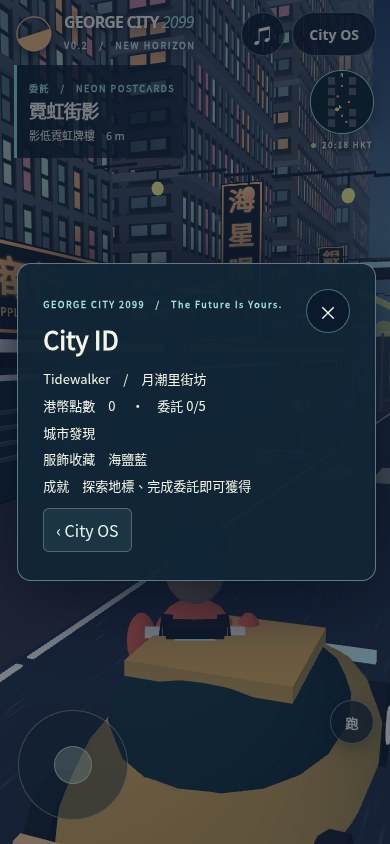 GEORGE CITY 2099
V0.2 / NEW HORIZON
City OS
委託 / NEON POSTCARDS
霓虹街影
影低霓虹牌樓 6 m
20:18 HKT
海星
GEORGE CITY 2099 / The Future Is Yours.
City ID
Tidewalker / 月潮里街坊
港幣點數 0 · 委託 0/5
城市發現
服飾收藏 海鹽藍
成就 探索地標、完成委託即可獲得
‹ City OS
跑